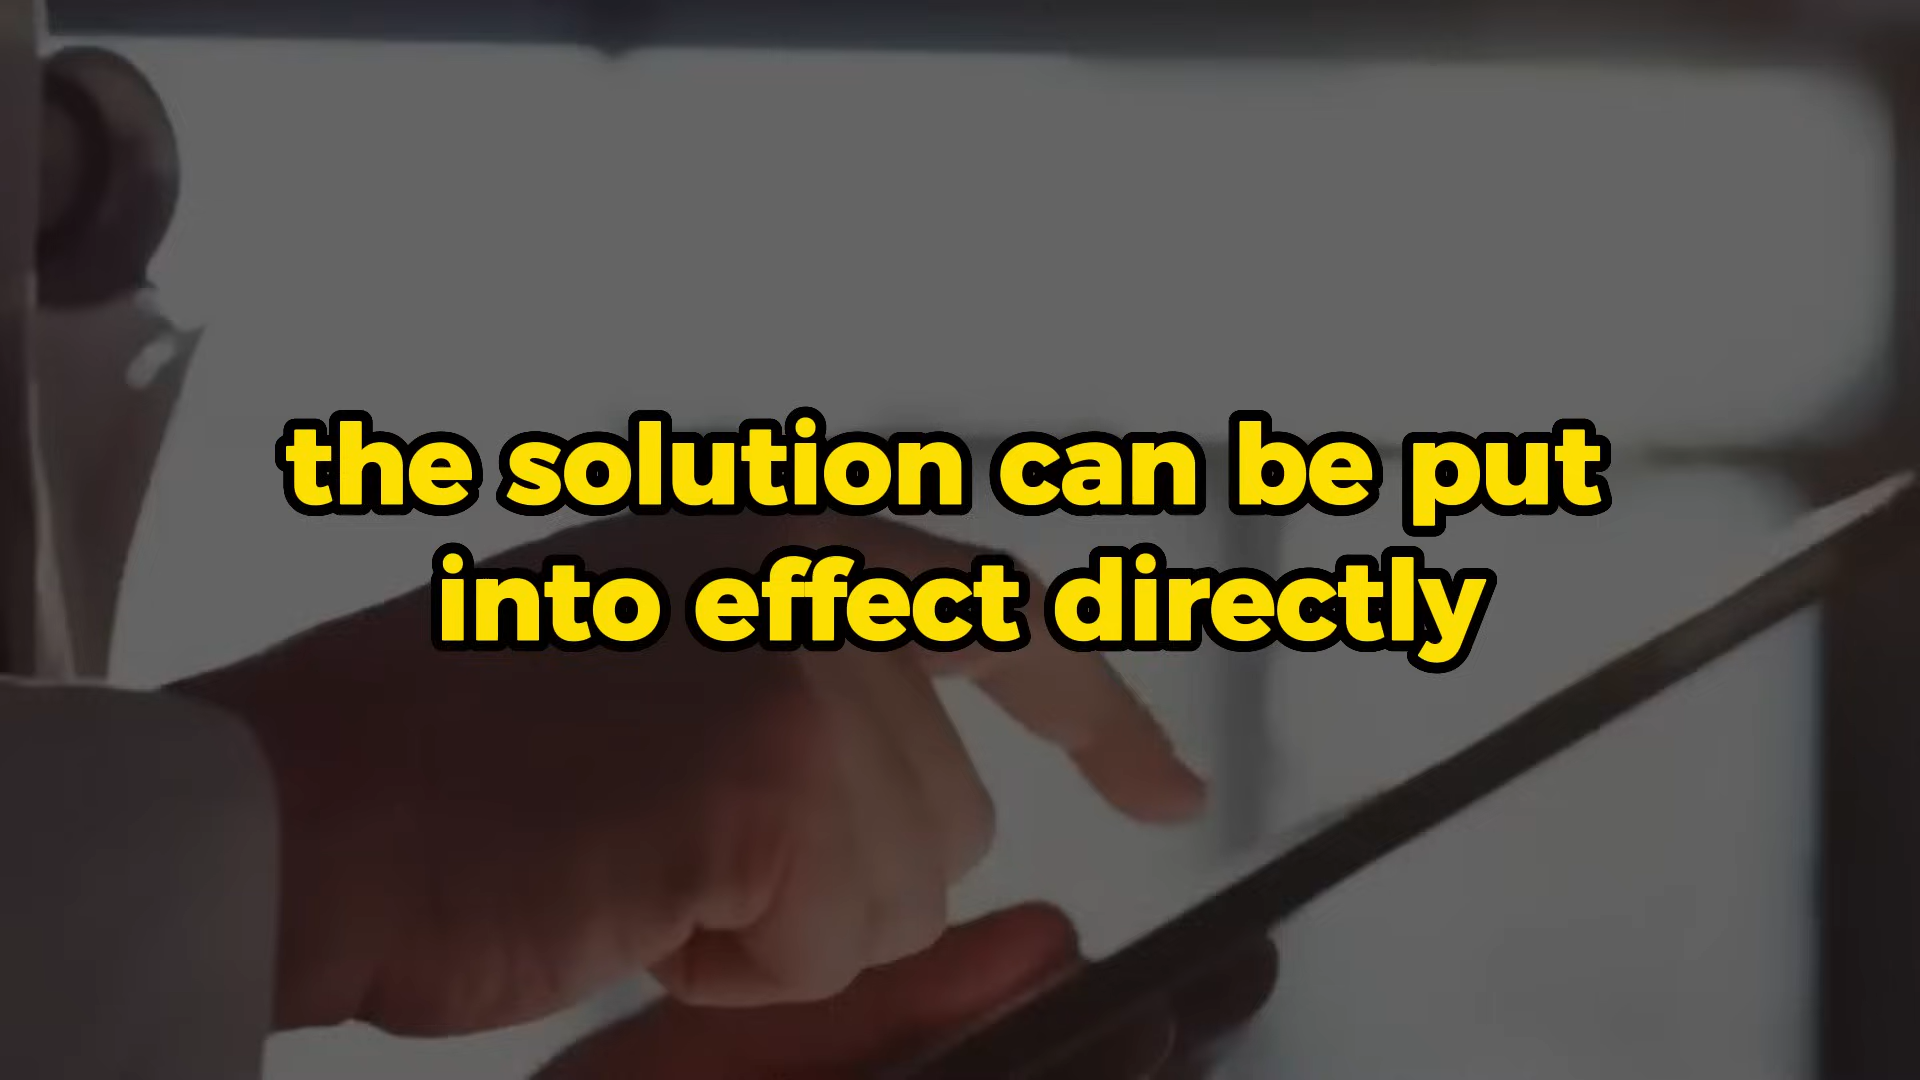 the solution can be put
into effect directly